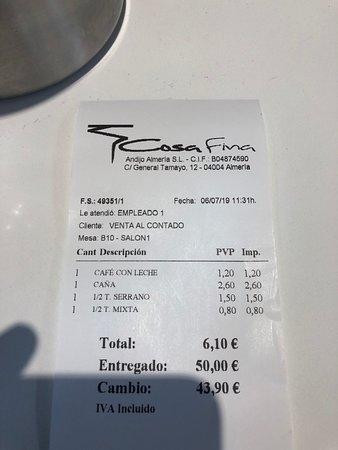 Cosa Fina
Andijo Almería S.L. - C.I.F.: B04874590
C/ General Tamayo, 12 - 04004 Almería
F.S.: 49351/1 Fecha: 06/07/19 11:31h.
Le atendió: EMPLEADO 1
Cliente: VENTA AL CONTADO
Mesa: B10 - SALON1
Cant Descripción PVP Imp.
1 CAFÉ CON LECHE 1,20 1,20
1 CAÑA 2,60 2,60
1 1/2 T. SERRANO 1,50 1,50
1 1/2 T. MIXTA 0,80 0,80
Total: 6,10 €
Entregado: 50,00 €
Cambio: 43,90 €
IVA Incluido